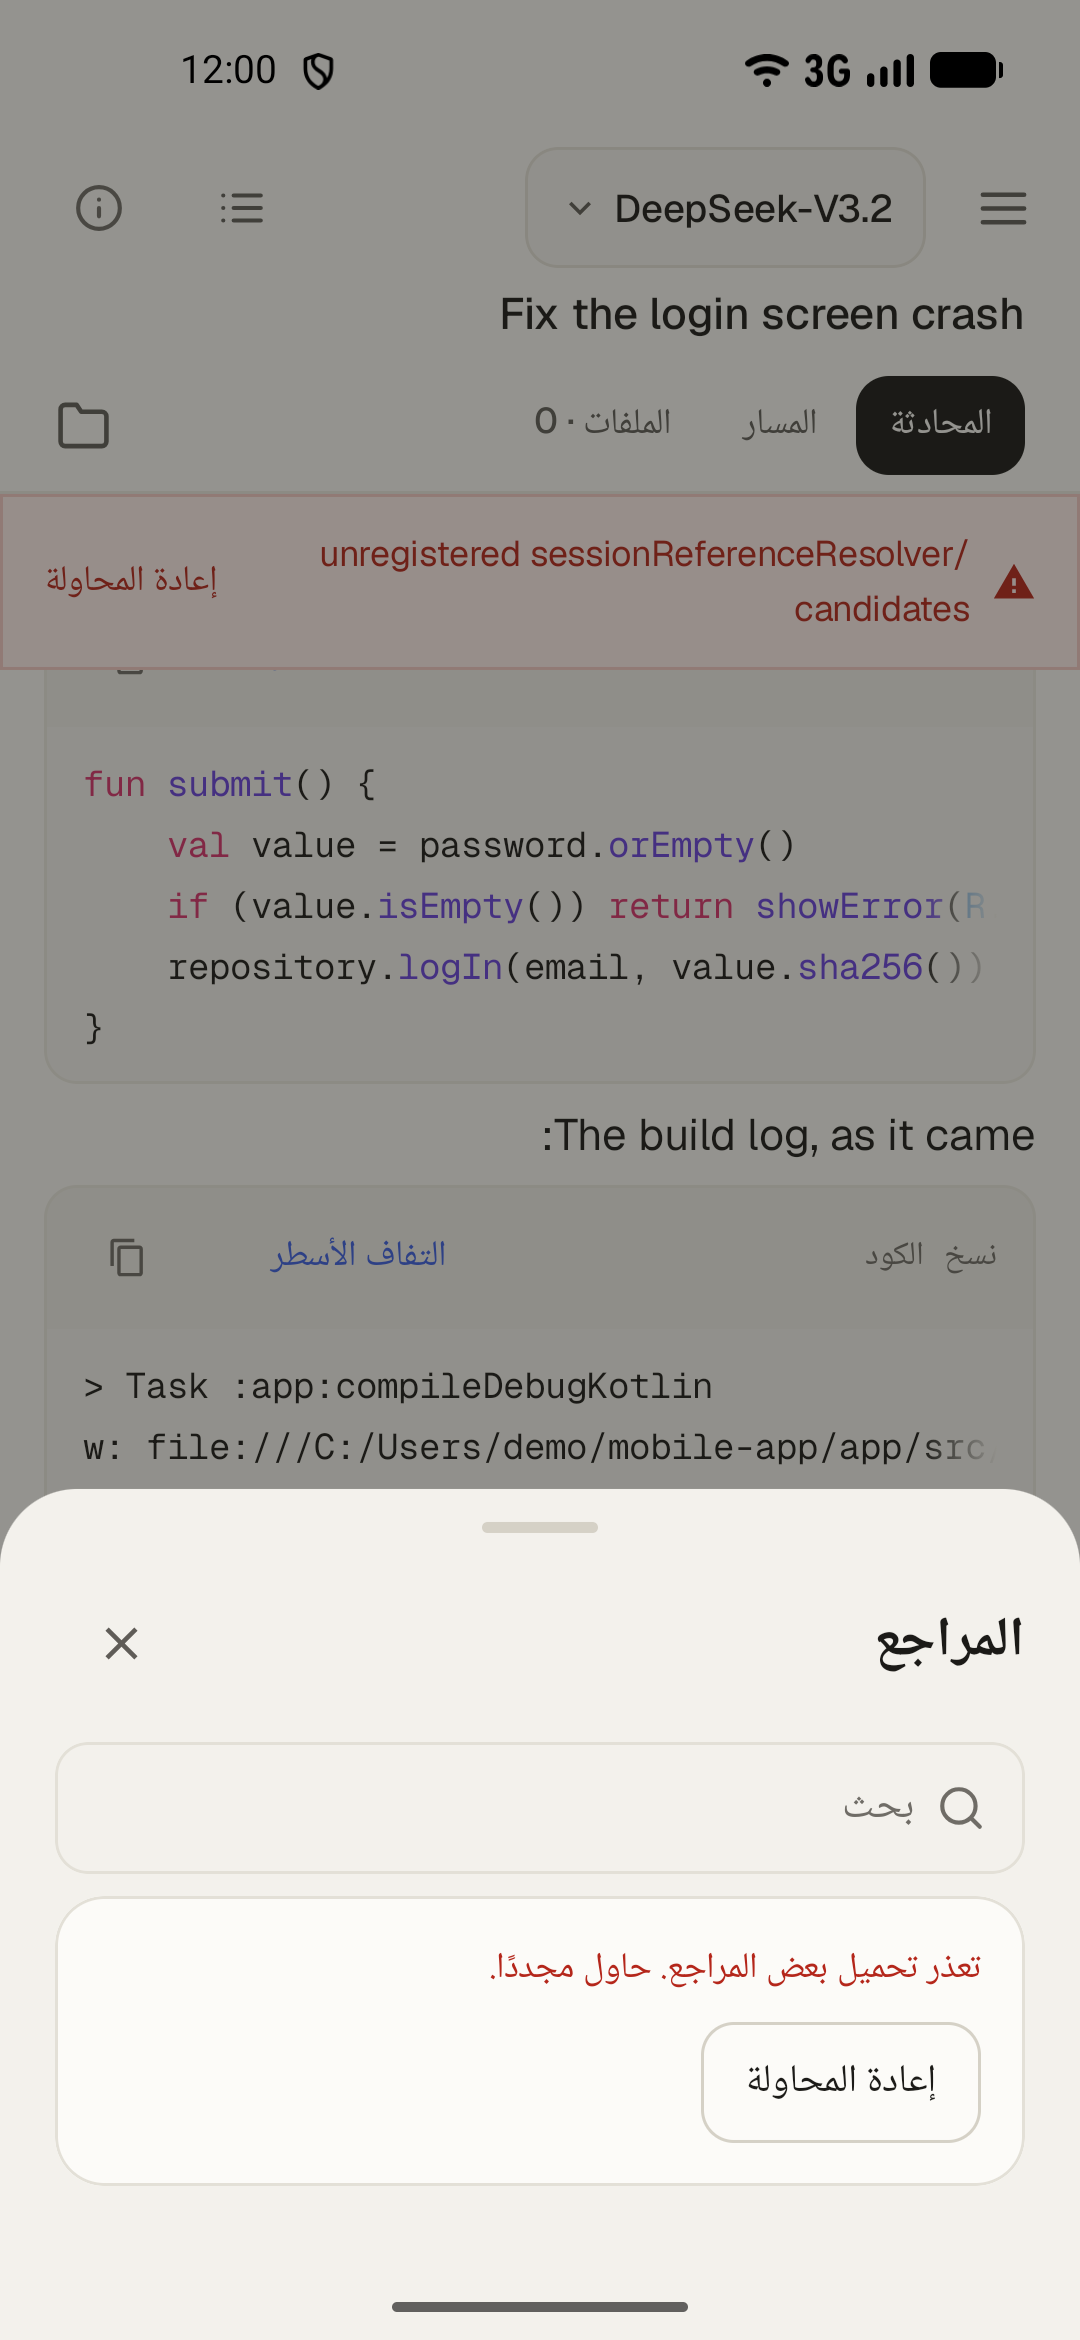 12:00
3G
DeepSeek-V3.2
Fix the login screen crash
المحادثة
المسار
الملفات · 0
unregistered sessionReferenceResolver/
candidates
إعادة المحاولة
fun submit() {
    val value = password.orEmpty()
    if (value.isEmpty()) return showError(R
    repository.logIn(email, value.sha256())
}
The build log, as it came:
نسخ الكود
التفاف الأسطر
> Task :app:compileDebugKotlin
w: file:///C:/Users/demo/mobile-app/app/src/
المراجع
بحث
تعذر تحميل بعض المراجع. حاول مجددًا.
إعادة المحاولة